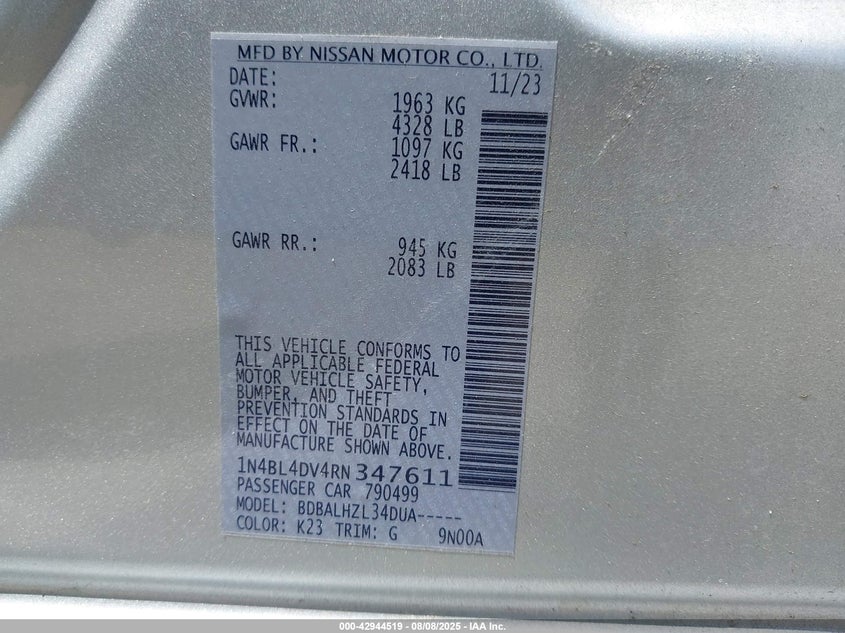 MFD BY NISSAN MOTOR CO., LTD.
DATE: 11/23
GVWR: 1963 KG
4328 LB
GAWR FR.: 1097 KG
2418 LB
GAWR RR.: 945 KG
2083 LB
THIS VEHICLE CONFORMS TO
ALL APPLICABLE FEDERAL
MOTOR VEHICLE SAFETY,
BUMPER, AND THEFT
PREVENTION STANDARDS IN
EFFECT ON THE DATE OF
MANUFACTURE SHOWN ABOVE.
1N4BL4DV4RN347611
PASSENGER CAR 790499
MODEL: BDBALHZL34DUA-----
COLOR: K23 TRIM: G 9N00A
000-42944519 - 08/08/2025 - IAA Inc.